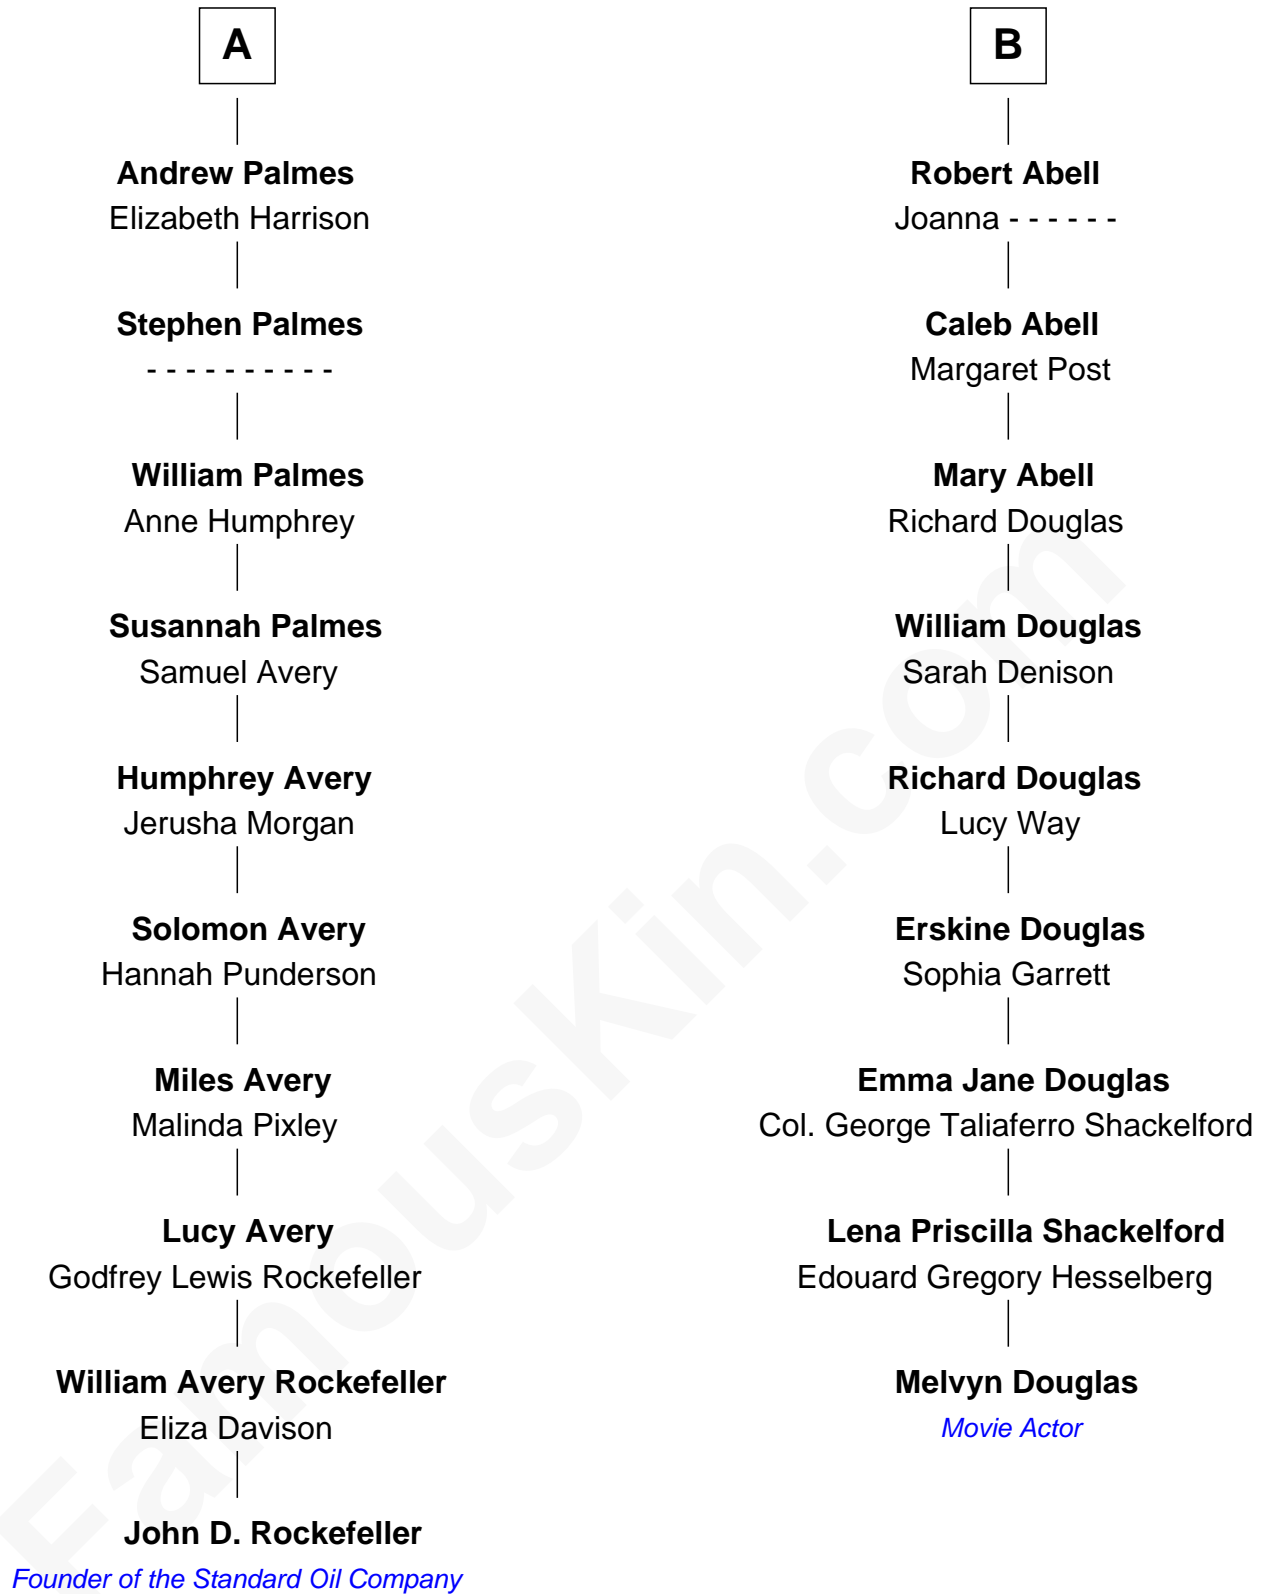 A
Andrew Palmes
Elizabeth Harrison
Stephen Palmes
- - - - - - - - - -
William Palmes
Anne Humphrey
Susannah Palmes
Samuel Avery
Humphrey Avery
Jerusha Morgan
Solomon Avery
Hannah Punderson
Miles Avery
Malinda Pixley
Lucy Avery
Godfrey Lewis Rockefeller
William Avery Rockefeller
Eliza Davison
John D. Rockefeller
Founder of the Standard Oil Company
B
Robert Abell
Joanna - - - - - -
Caleb Abell
Margaret Post
Mary Abell
Richard Douglas
William Douglas
Sarah Denison
Richard Douglas
Lucy Way
Erskine Douglas
Sophia Garrett
Emma Jane Douglas
Col. George Taliaferro Shackelford
Lena Priscilla Shackelford
Edouard Gregory Hesselberg
Melvyn Douglas
Movie Actor
FamousKin.com